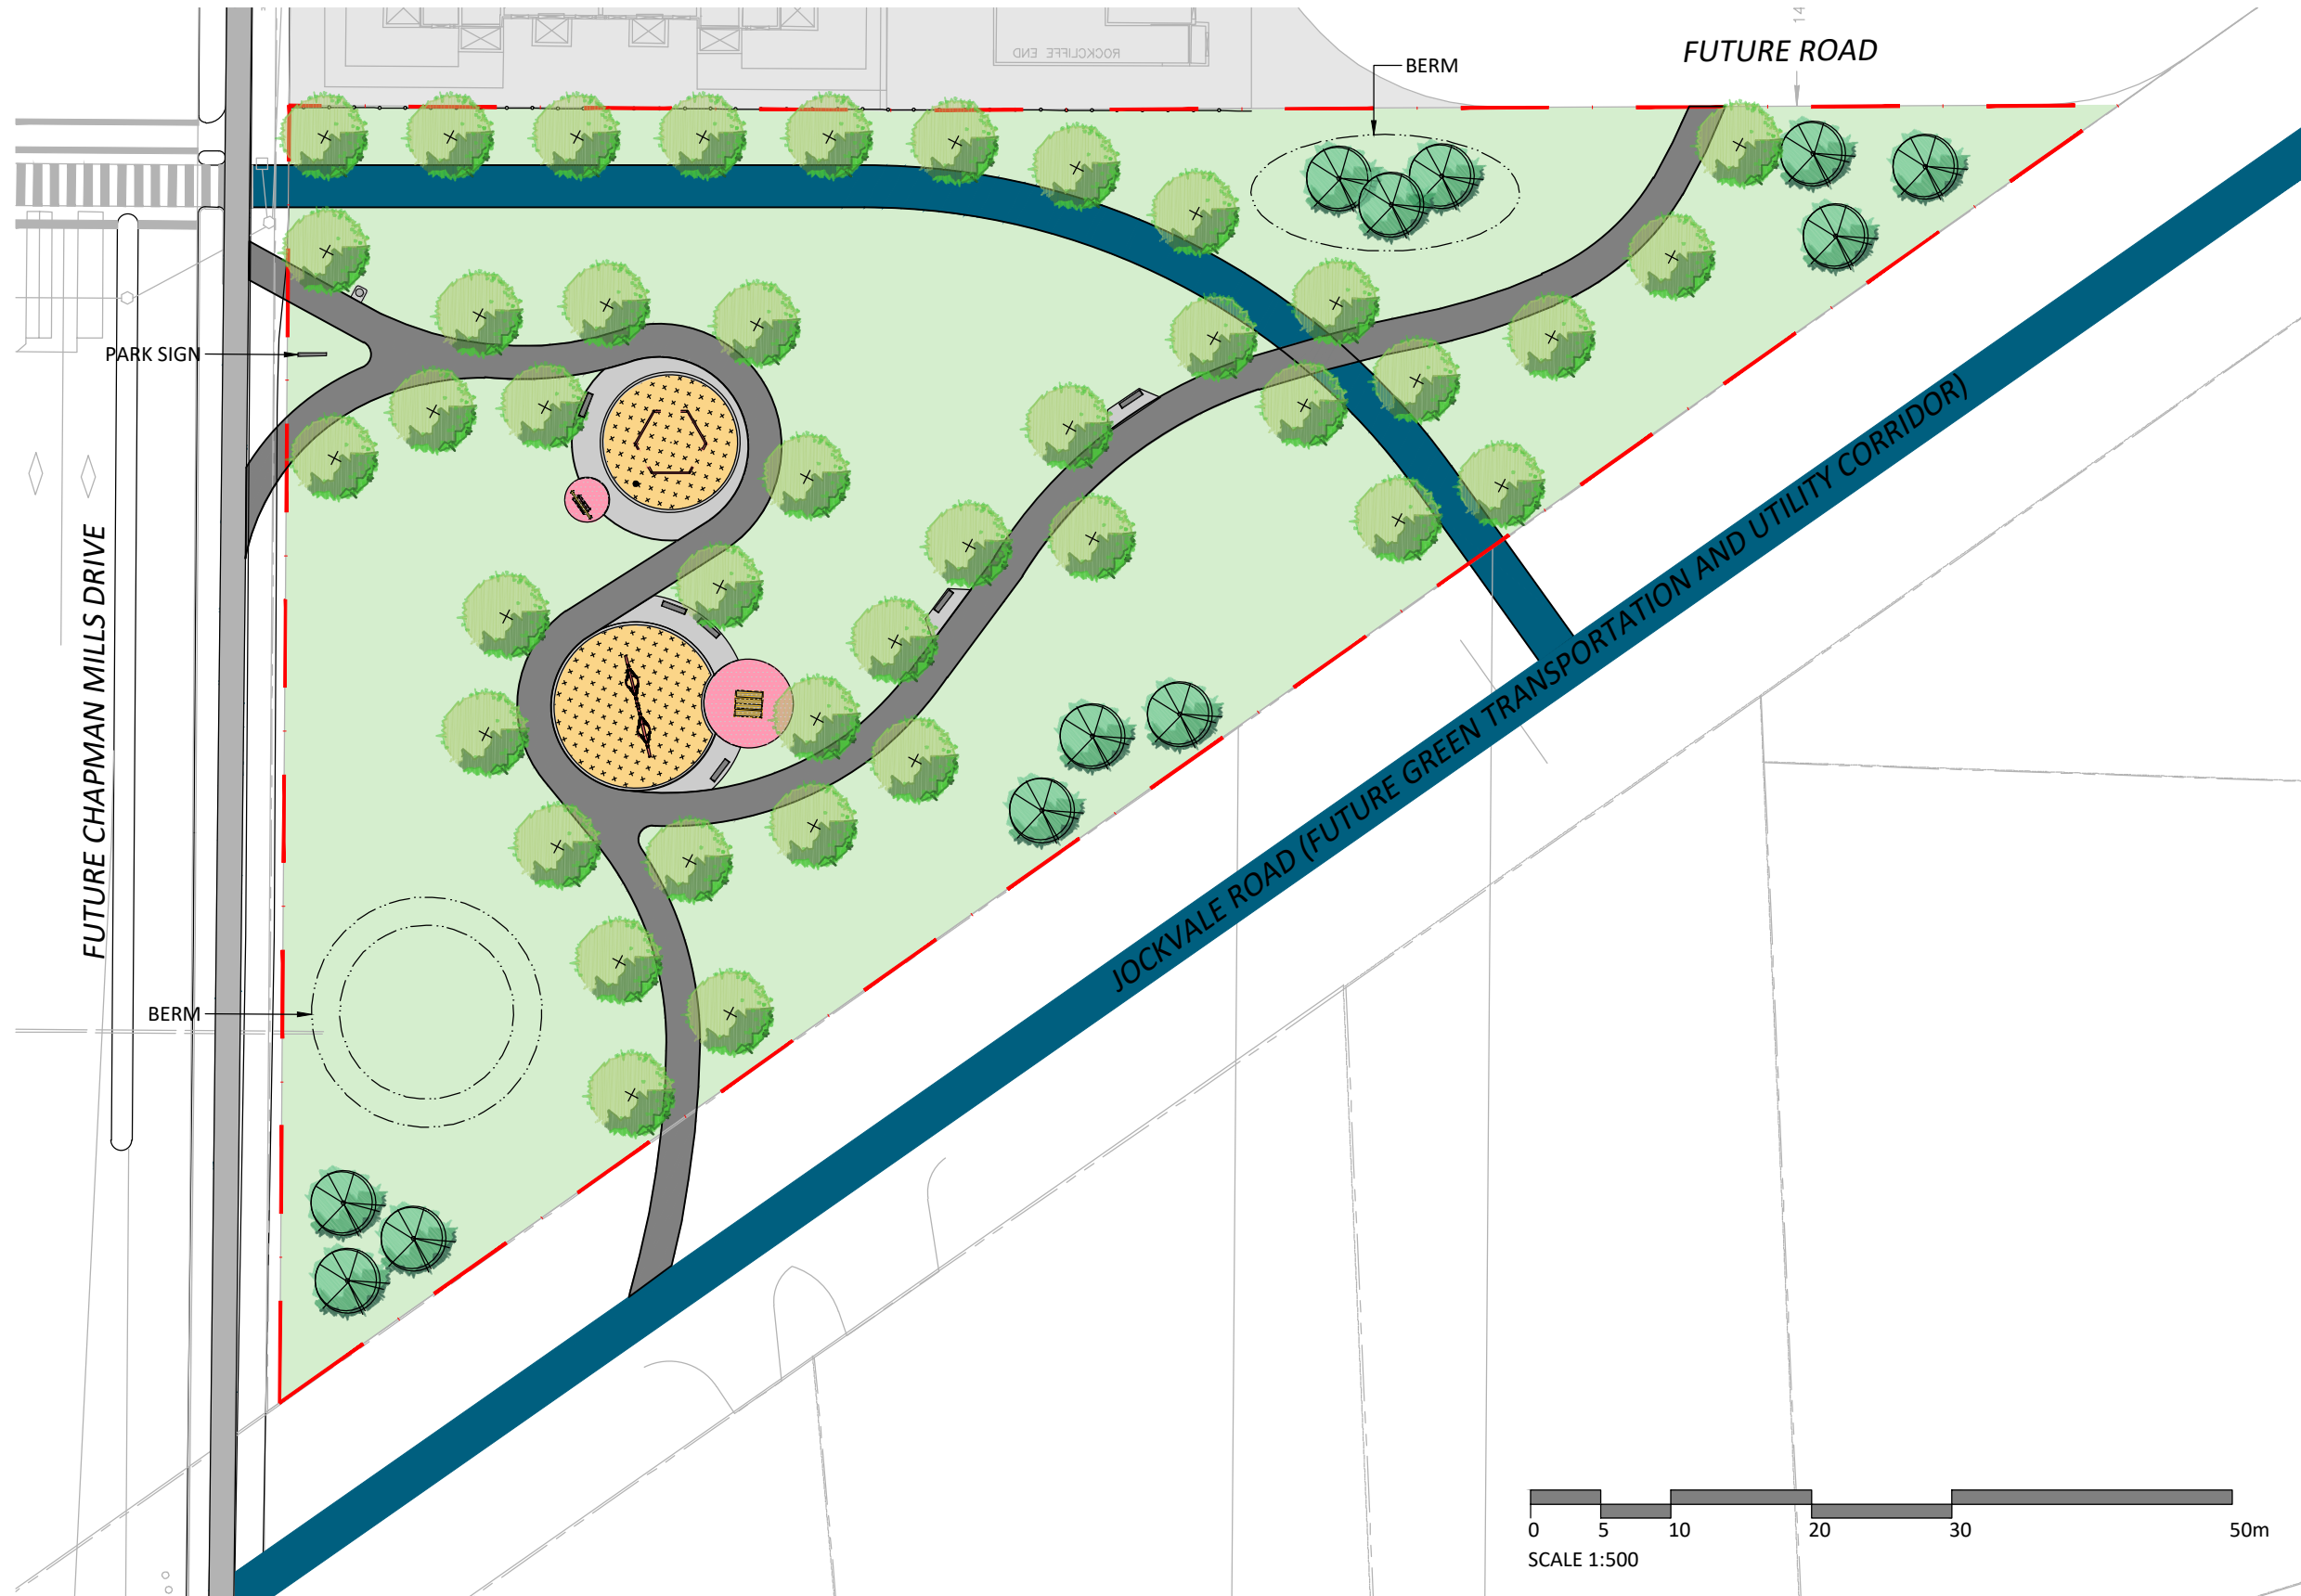 ROCKCLIFFE END
14
FUTURE ROAD
BERM
PARK SIGN
FUTURE CHAPMAN MILLS DRIVE
JOCKVALE ROAD (FUTURE GREEN TRANSPORTATION AND UTILITY CORRIDOR)
BERM
0 5 10 20 30 50m
SCALE 1:500